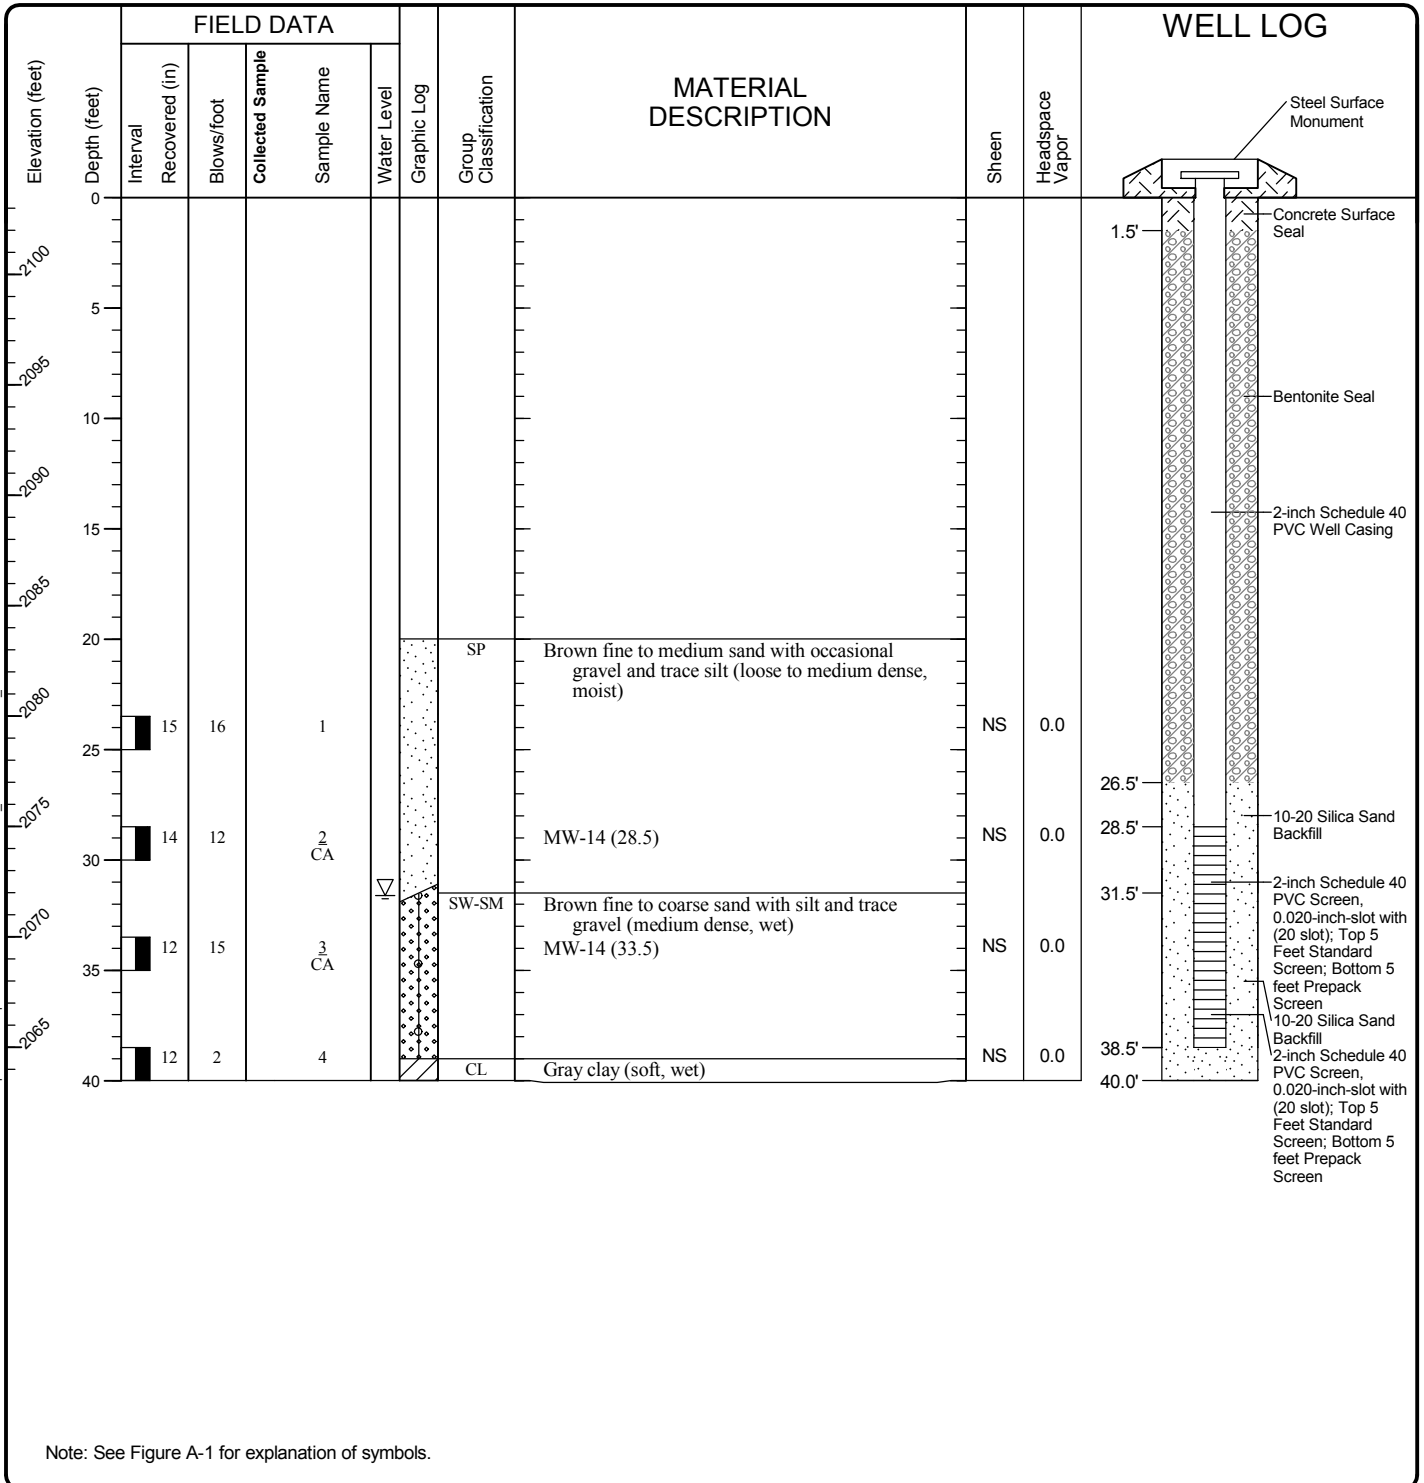 FIELD DATA
WELL LOG
Elevation (feet)
Depth (feet)
Interval
Recovered (in)
Blows/foot
Collected Sample
Sample Name
Water Level
Graphic Log
Group
Classification
MATERIAL
DESCRIPTION
Sheen
Headspace
Vapor
Steel Surface
Monument
0
Concrete Surface
Seal
1.5'
2100
5
2095
Bentonite Seal
10
2090
2-inch Schedule 40
PVC Well Casing
15
2085
20
SP
Brown fine to medium sand with occasional
gravel and trace silt (loose to medium dense,
moist)
2080
15 16 1 NS 0.0
25
26.5'
2075
10-20 Silica Sand
Backfill
28.5'
14 12 2 MW-14 (28.5) NS 0.0
CA
30
31.5'
2-inch Schedule 40
PVC Screen,
0.020-inch-slot with
(20 slot); Top 5
Feet Standard
Screen; Bottom 5
feet Prepack
Screen
SW-SM
Brown fine to coarse sand with silt and trace
gravel (medium dense, wet)
2070
12 15 3 MW-14 (33.5) NS 0.0
CA
35
10-20 Silica Sand
Backfill
2065
38.5'
2-inch Schedule 40
PVC Screen,
0.020-inch-slot with
(20 slot); Top 5
Feet Standard
Screen; Bottom 5
feet Prepack
Screen
12 2 4 NS 0.0
CL Gray clay (soft, wet)
40
40.0'
Note: See Figure A-1 for explanation of symbols.